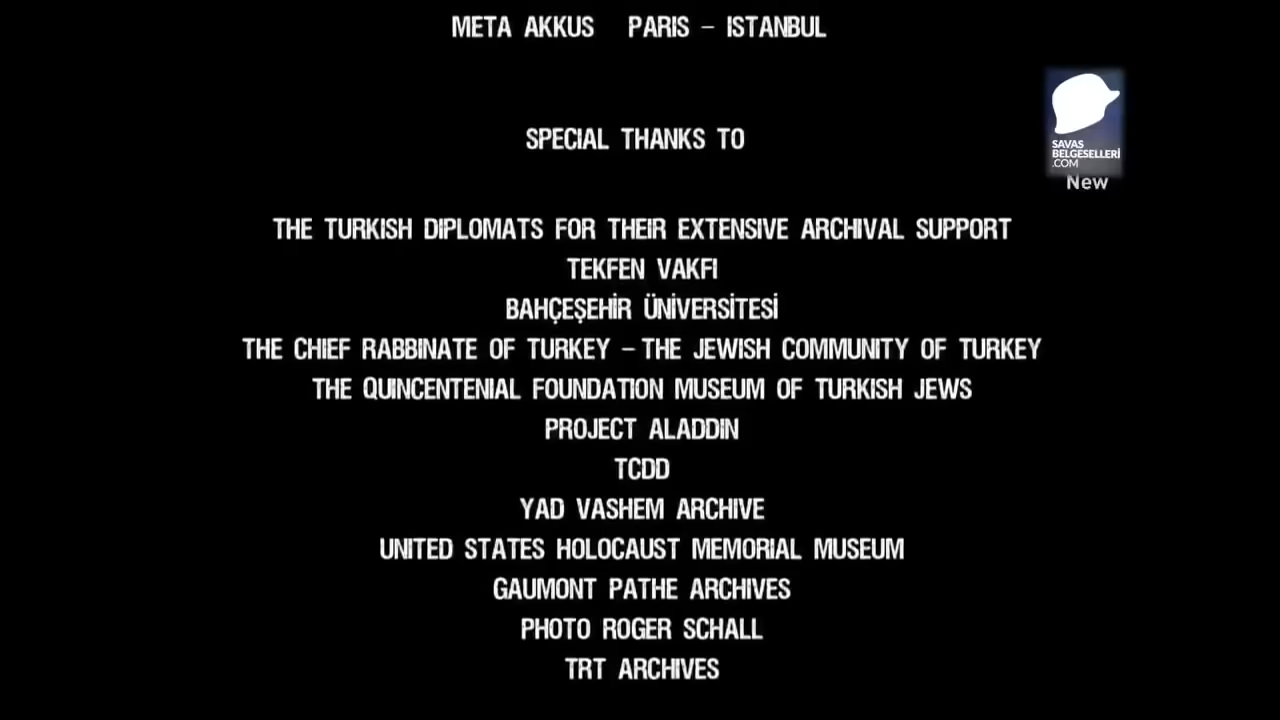 META AKKUS PARIS – ISTANBUL
SPECIAL THANKS TO
SAVAS
BELGESELLERİ
.COM
New
THE TURKISH DIPLOMATS FOR THEIR EXTENSIVE ARCHIVAL SUPPORT
TEKFEN VAKFI
BAHÇEŞEHİR ÜNİVERSİTESİ
THE CHIEF RABBINATE OF TURKEY – THE JEWISH COMMUNITY OF TURKEY
THE QUINCENTENIAL FOUNDATION MUSEUM OF TURKISH JEWS
PROJECT ALADDIN
TCDD
YAD VASHEM ARCHIVE
UNITED STATES HOLOCAUST MEMORIAL MUSEUM
GAUMONT PATHE ARCHIVES
PHOTO ROGER SCHALL
TRT ARCHIVES